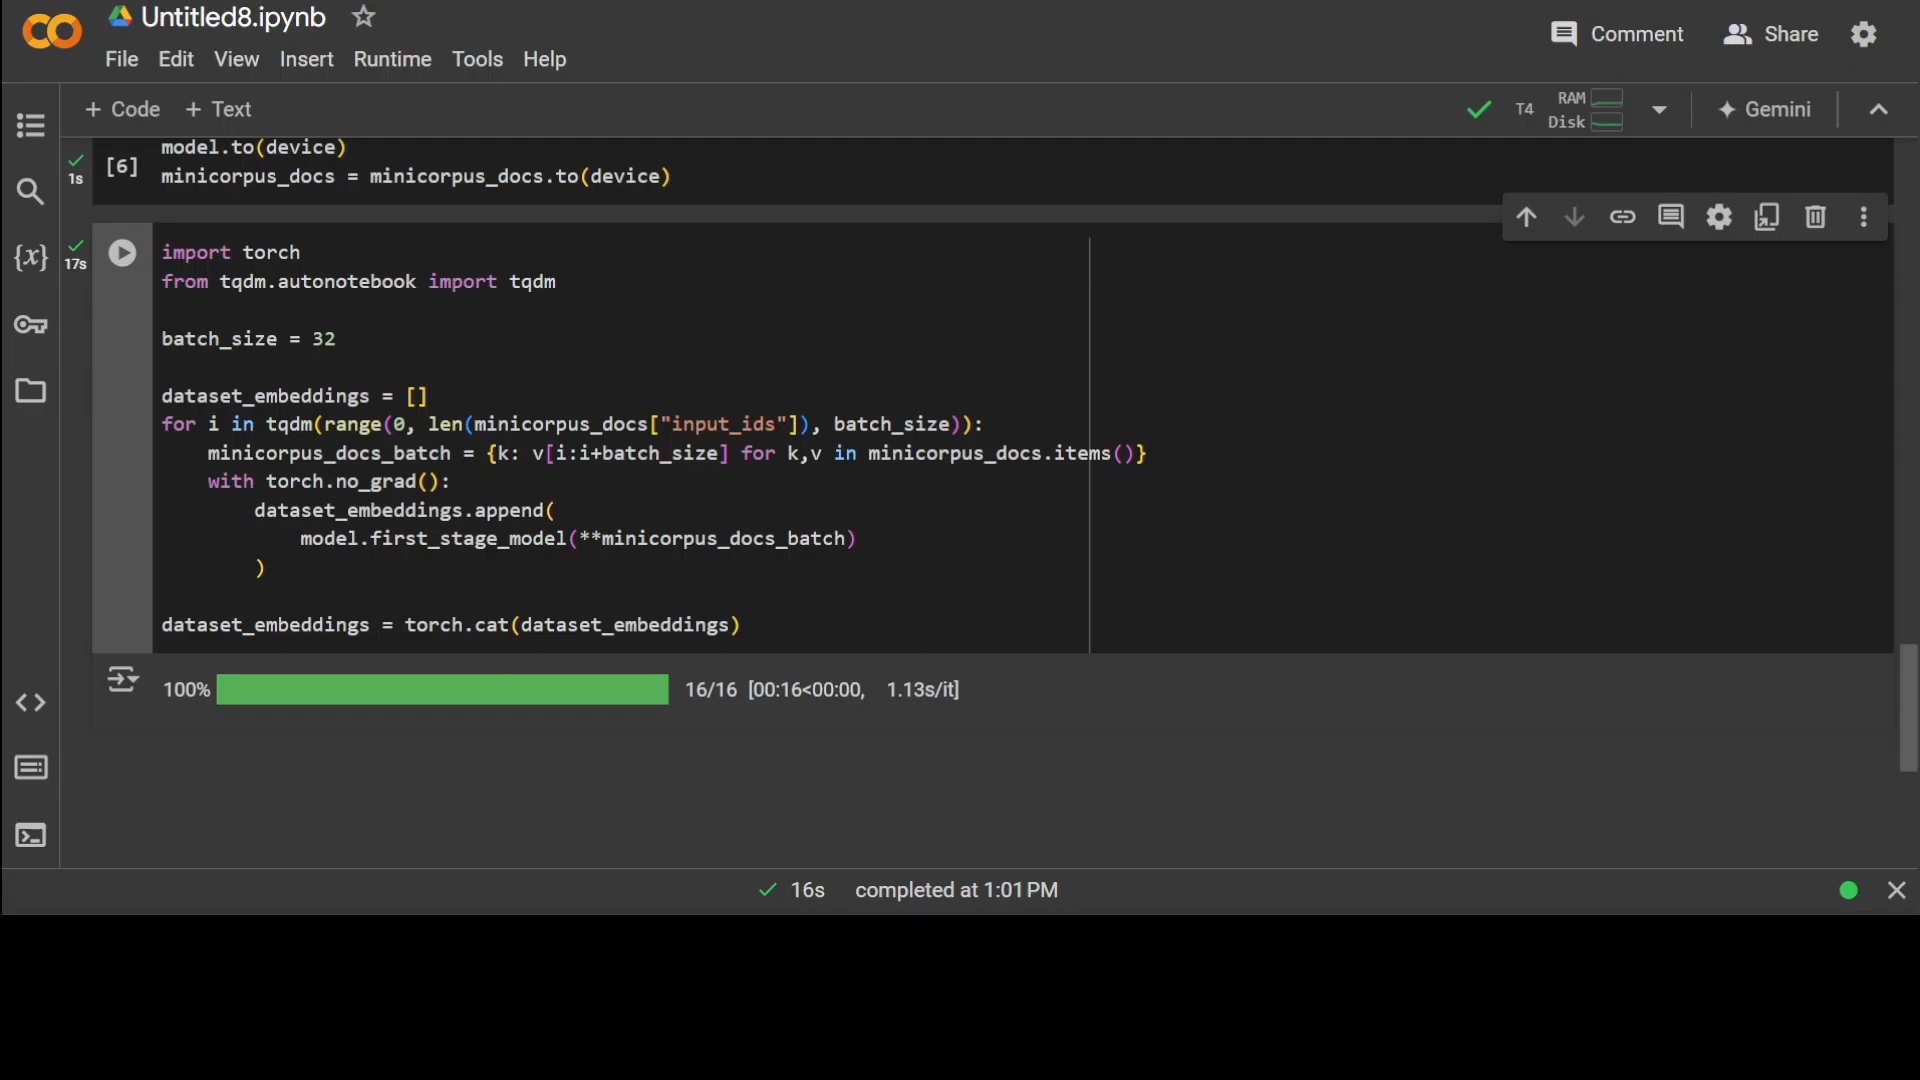 Untitled8.ipynb
Comment
Share
File Edit View Insert Runtime Tools Help
+ Code + Text
T4
RAM
Disk
Gemini
1s
[6]
model.to(device)
minicorpus_docs = minicorpus_docs.to(device)
{x}
17s
import torch
from tqdm.autonotebook import tqdm
batch_size = 32
dataset_embeddings = []
for i in tqdm(range(0, len(minicorpus_docs["input_ids"]), batch_size)):
minicorpus_docs_batch = {k: v[i:i+batch_size] for k,v in minicorpus_docs.items()}
with torch.no_grad():
dataset_embeddings.append(
model.first_stage_model(**minicorpus_docs_batch)
)
dataset_embeddings = torch.cat(dataset_embeddings)
100% 16/16 [00:16<00:00, 1.13s/it]
16s completed at 1:01 PM